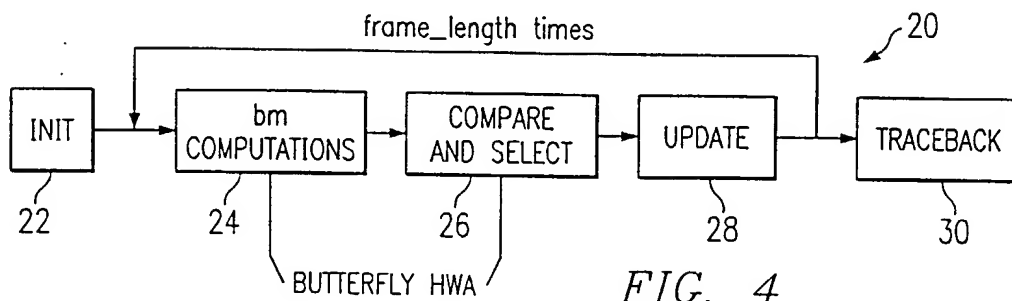 frame_length times
20
INIT
bm
COMPUTATIONS
COMPARE
AND SELECT
UPDATE
TRACEBACK
22
24
26
28
30
BUTTERFLY HWA
FIG. 4